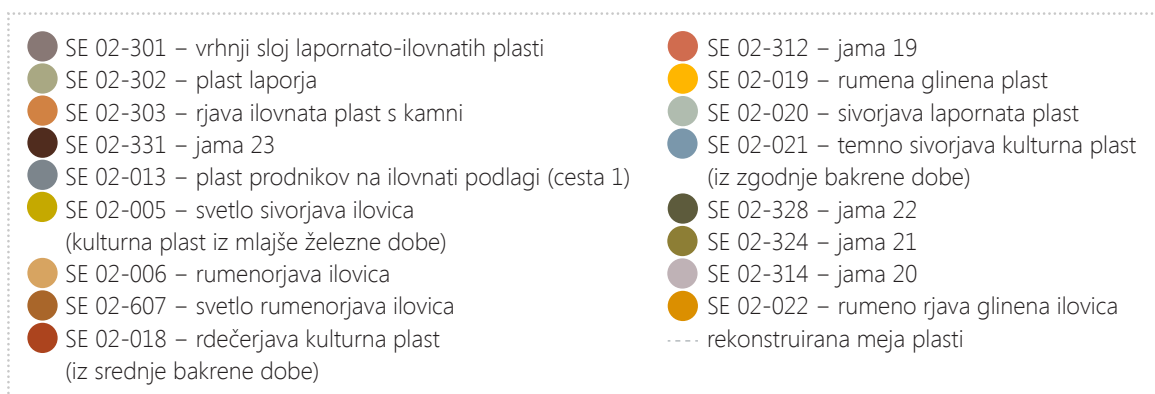 SE 02-301 – vrhnji sloj lapornato-ilovnatih plasti
SE 02-302 – plast laporja
SE 02-303 – rjava ilovnata plast s kamni
SE 02-331 – jama 23
SE 02-013 – plast prodnikov na ilovnati podlagi (cesta 1)
SE 02-005 – svetlo sivorjava ilovica
(kulturna plast iz mlajše železne dobe)
SE 02-006 – rumenorjava ilovica
SE 02-607 – svetlo rumenorjava ilovica
SE 02-018 – rdečerjava kulturna plast
(iz srednje bakrene dobe)
SE 02-312 – jama 19
SE 02-019 – rumena glinena plast
SE 02-020 – sivorjava lapornata plast
SE 02-021 – temno sivorjava kulturna plast
(iz zgodnje bakrene dobe)
SE 02-328 – jama 22
SE 02-324 – jama 21
SE 02-314 – jama 20
SE 02-022 – rumeno rjava glinena ilovica
rekonstruirana meja plasti